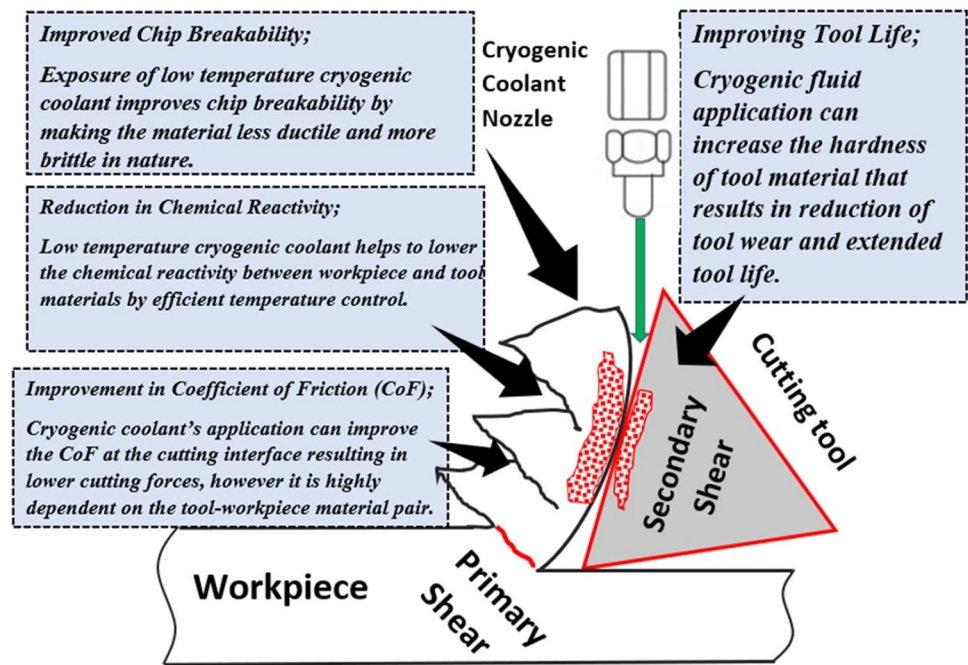 Improved Chip Breakability;
Exposure of low temperature cryogenic
coolant improves chip breakability by
making the material less ductile and more
brittle in nature.
Cryogenic
Coolant
Nozzle
Improving Tool Life;
Cryogenic fluid
application can
increase the hardness
of tool material that
results in reduction of
tool wear and extended
tool life.
Reduction in Chemical Reactivity;
Low temperature cryogenic coolant helps to lower
the chemical reactivity between workpiece and tool
materials by efficient temperature control.
Improvement in Coefficient of Friction (CoF);
Cryogenic coolant's application can improve
the CoF at the cutting interface resulting in
lower cutting forces, however it is highly
dependent on the tool-workpiece material pair.
Cutting tool
Secondary
Shear
Primary
Shear
Workpiece